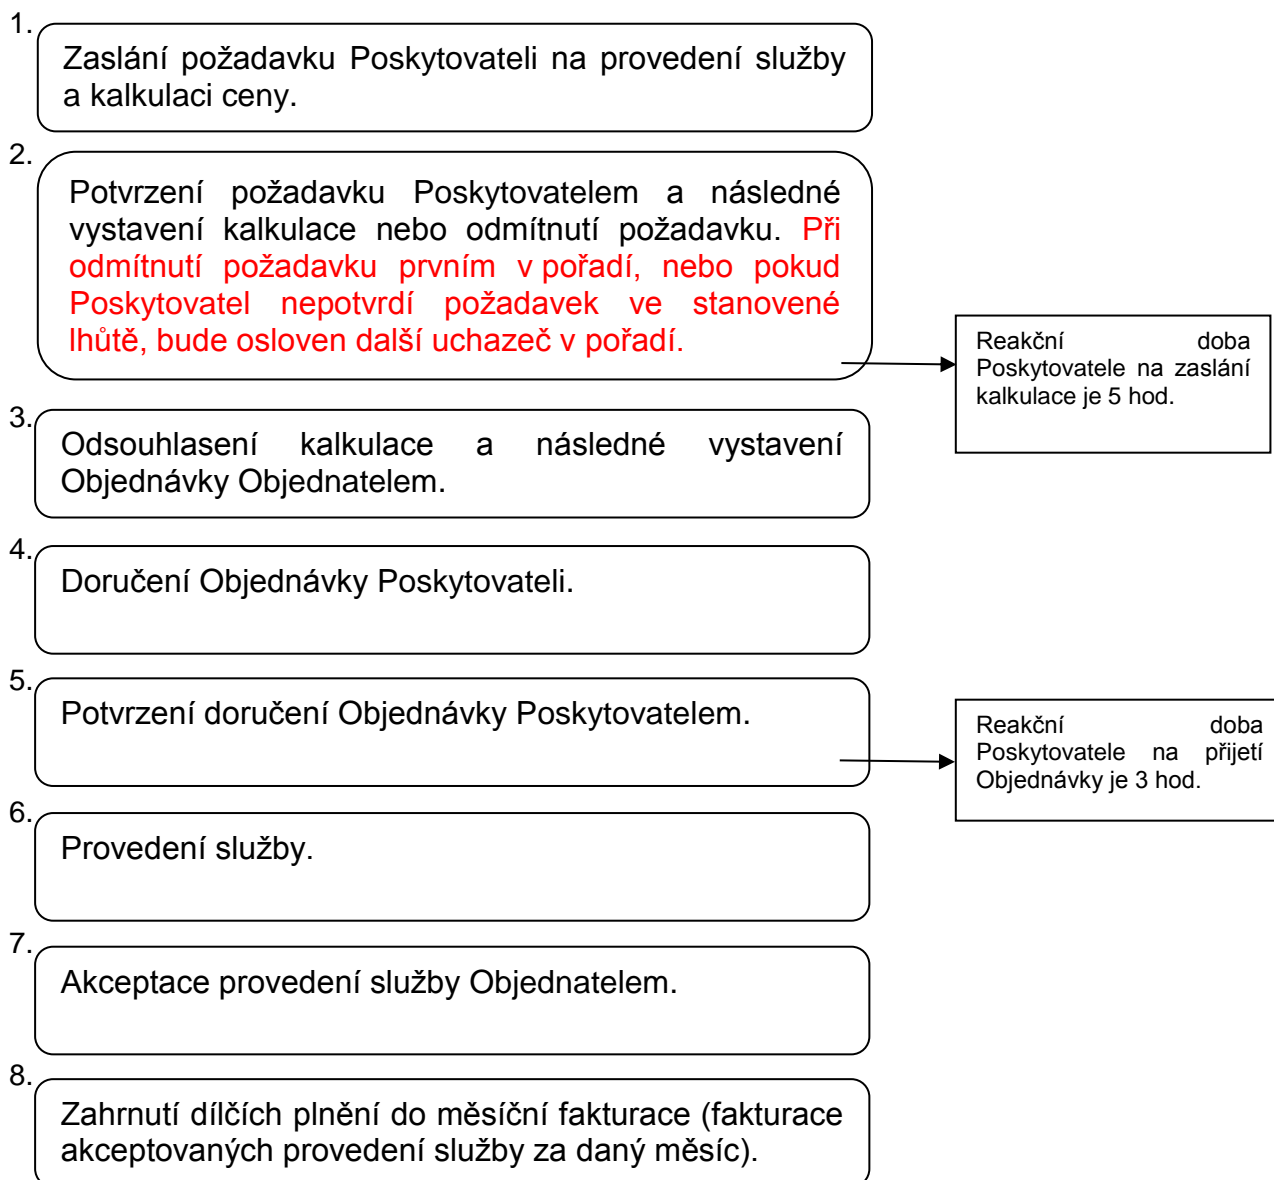 1.
Zaslání požadavku Poskytovateli na provedení služby
a kalkulaci ceny.
2.
Potvrzení požadavku Poskytovatelem a následné
vystavení kalkulace nebo odmítnutí požadavku. Při
odmítnutí požadavku prvním v pořadí, nebo pokud
Poskytovatel nepotvrdí požadavek ve stanovené
lhůtě, bude osloven další uchazeč v pořadí.
Reakční doba
Poskytovatele na zaslání
kalkulace je 5 hod.
3.
Odsouhlasení kalkulace a následné vystavení
Objednávky Objednatelem.
4.
Doručení Objednávky Poskytovateli.
5.
Potvrzení doručení Objednávky Poskytovatelem.
Reakční doba
Poskytovatele na přijetí
Objednávky je 3 hod.
6.
Provedení služby.
7.
Akceptace provedení služby Objednatelem.
8.
Zahrnutí dílčích plnění do měsíční fakturace (fakturace
akceptovaných provedení služby za daný měsíc).